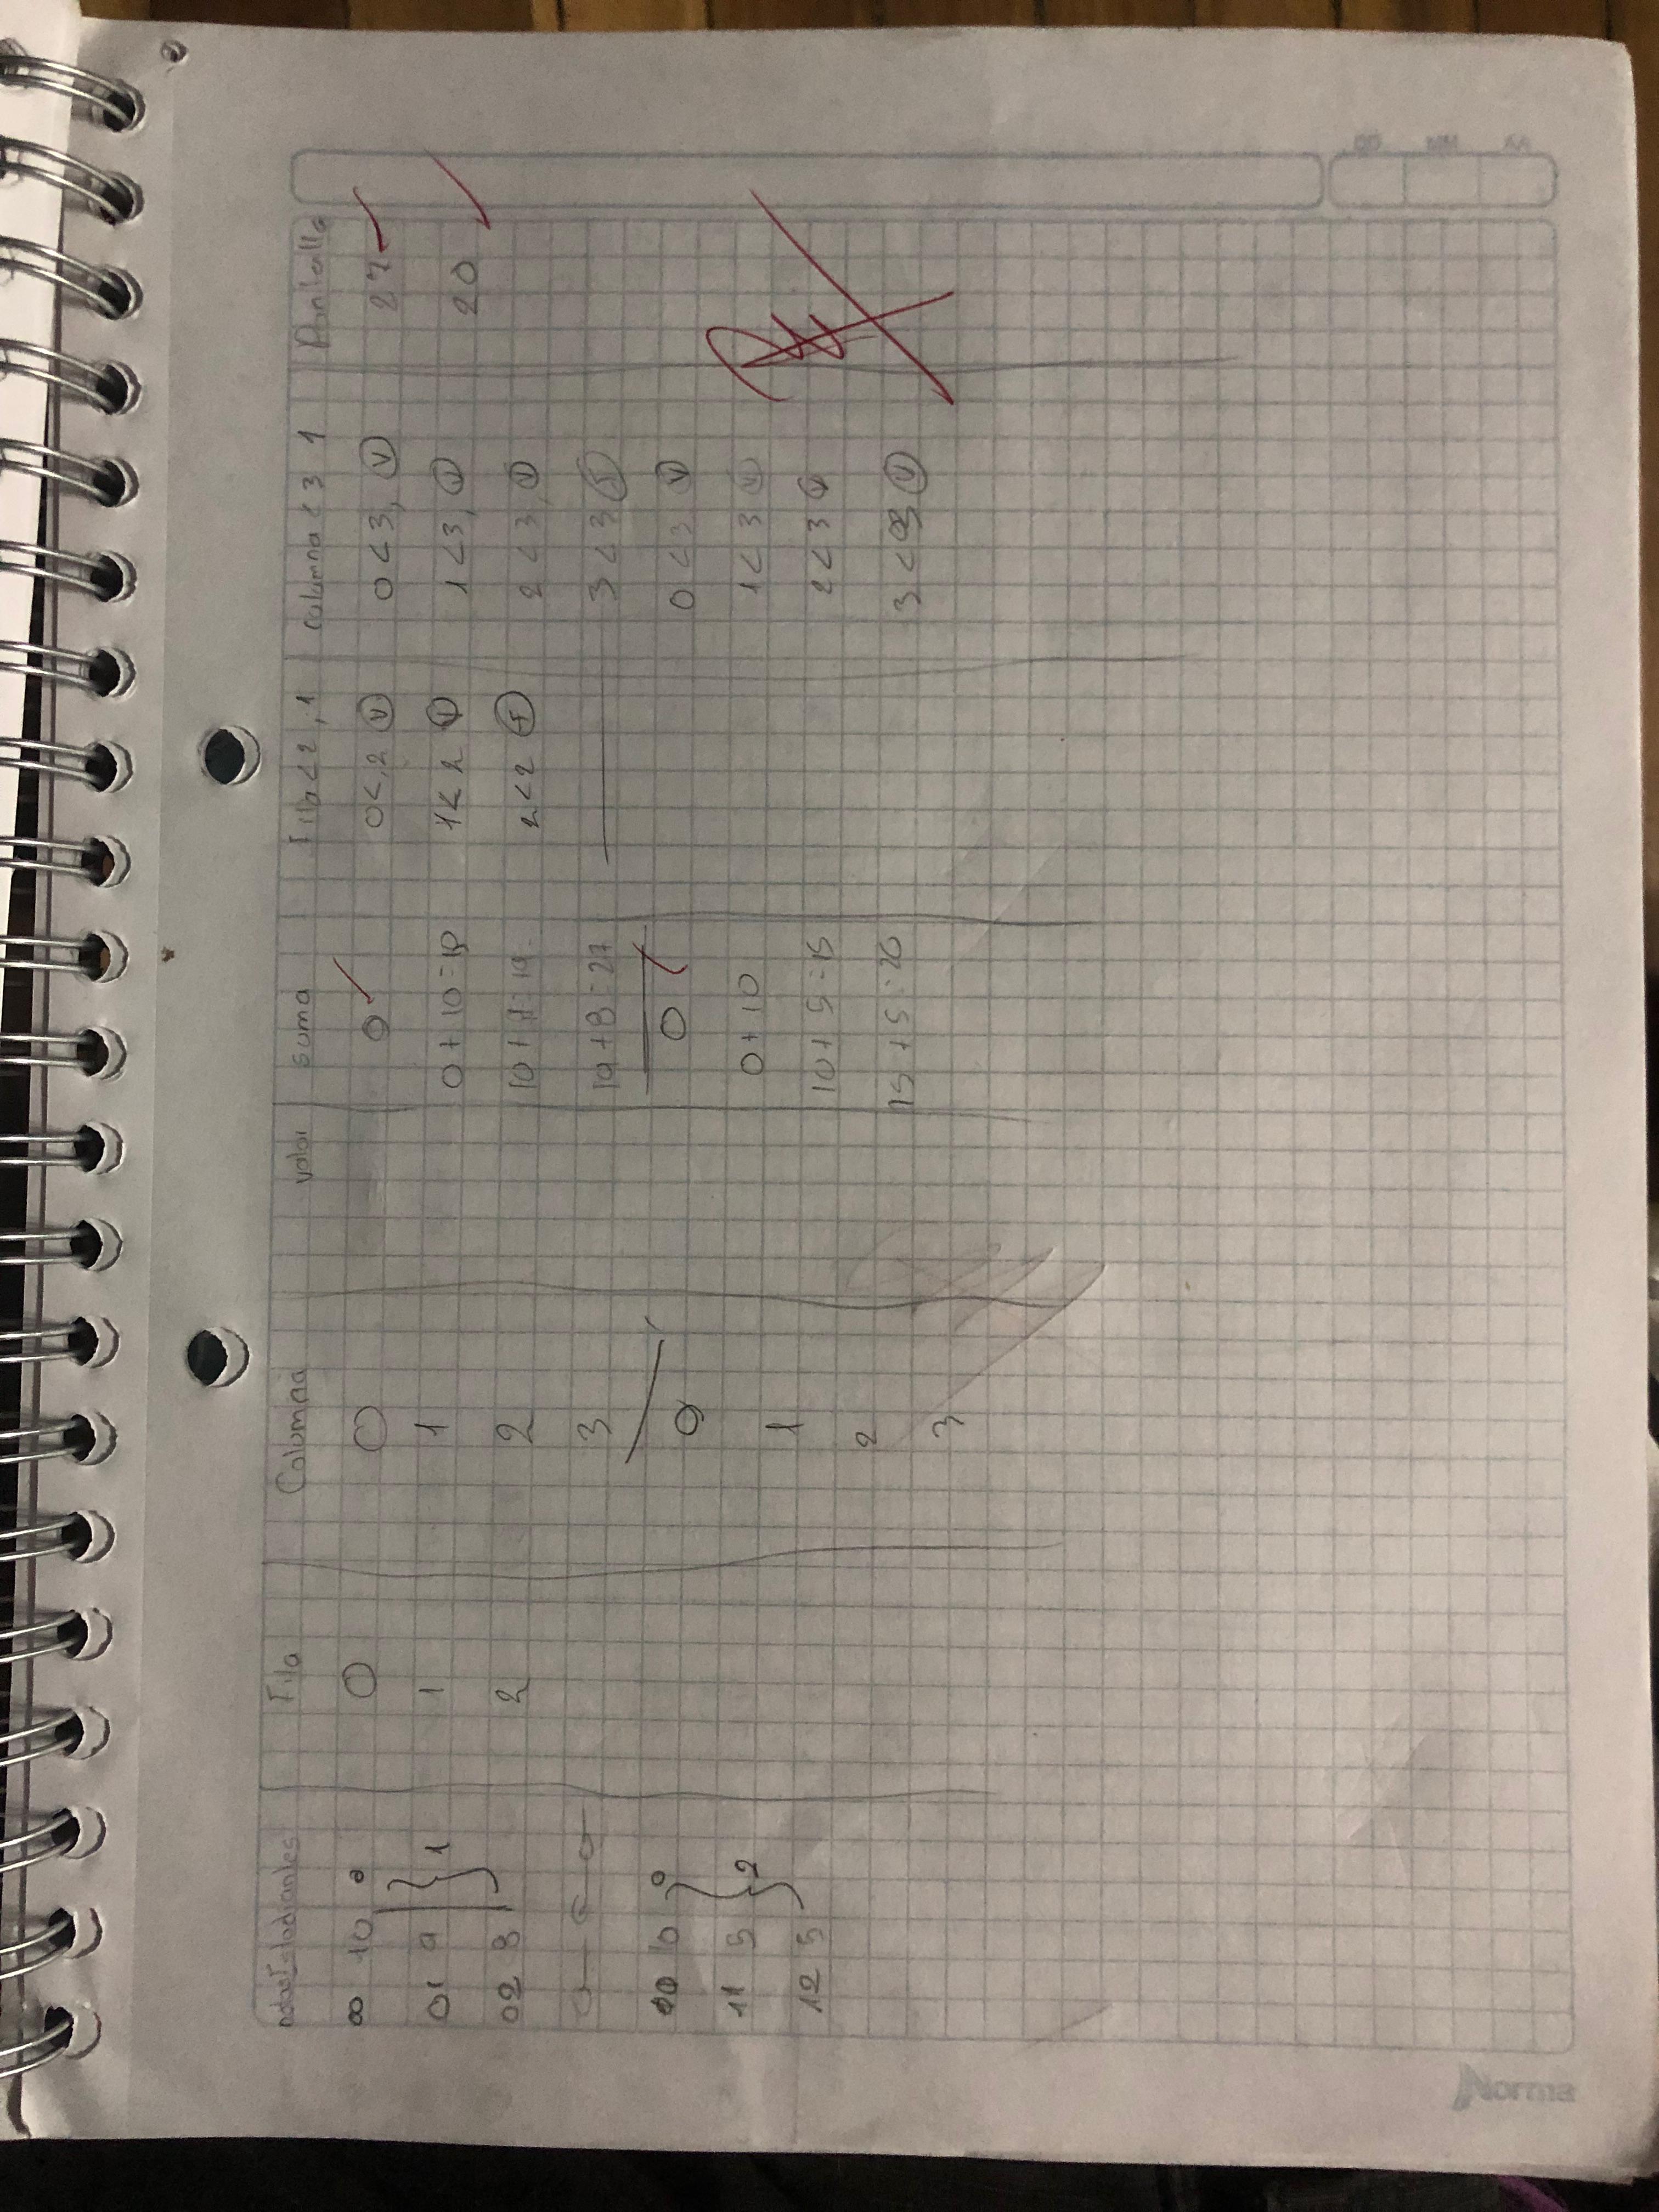 Fila Columna valor suma Fila<2,1 columna<3 1 Pantalla
00 10 0 0 0 0<2 V 0<3, V 27
01 9 1 1 1 0+10=10 1<2 1<3, 20
02 8 2 2 10+9=19 2<2 F 2<3,
3 19+8=27 3<3
10 10 0 0 0<3 V
11 5 2 1 0+10 1<3
12 5 2 10+5=15 2<3
3 15+5=20 3<3
Norma